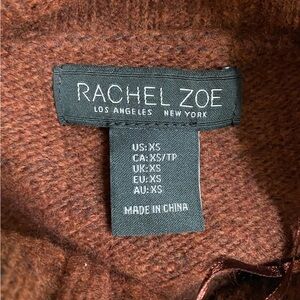 RACHEL ZOE
LOS ANGELES NEW YORK
US: XS
CA: XS/TP
UK: XS
EU: XS
AU: XS
MADE IN CHINA